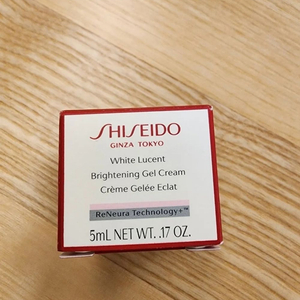 SHISEIDO
GINZA TOKYO
White Lucent
Brightening Gel Cream
Crème Gelée Eclat
ReNeura Technology+™
5mL NET WT. .17 OZ.